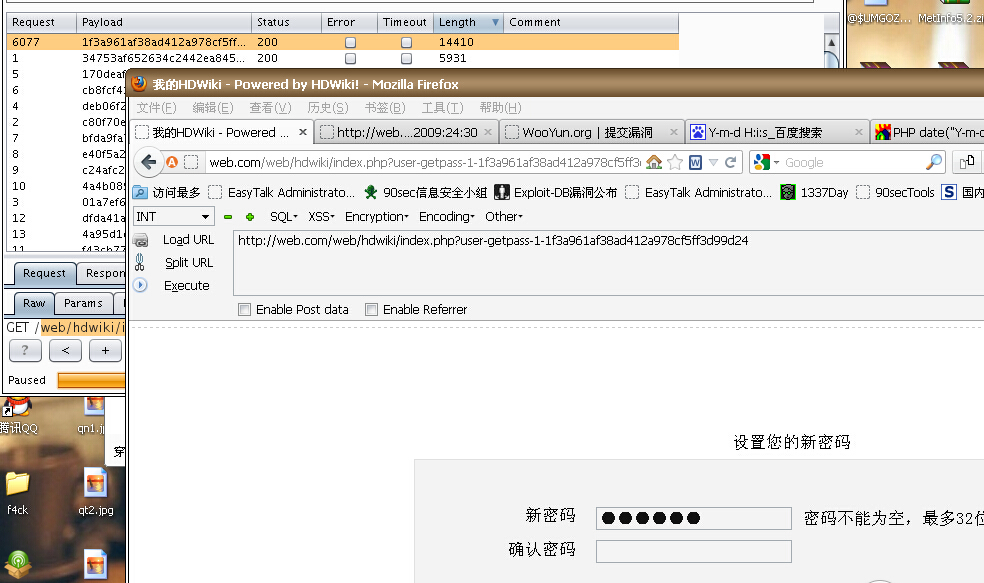 Request Payload Status Error Timeout Length Comment
6077 1f3a961af38ad412a978cf5ff... 200 14410
1 34753af652634c2442ea845... 200 5931
5 170deaf
6 cb8fcf4
4 deb06f2
2 c80f70e
7 bfda9fa
8 e40f5a2
9 c24afc2
10 4a4b08
3 01a7ef6
12 dfda41a
13 4a95d1
11 f43cb77
@$UMGOZ... MetInfo5.2.zi
我的HDWiki - Powered by HDWiki! - Mozilla Firefox
文件(F) 编辑(E) 查看(V) 历史(S) 书签(B) 工具(T) 帮助(H)
我的HDWiki - Powered ... × http://web....2009:24:30 × WooYun.org | 提交漏洞 × Y-m-d H:i:s_百度搜索 × PHP date("Y-m-d
web.com/web/hdwiki/index.php?user-getpass-1-1f3a961af38ad412a978cf5ff3 Google
访问最多 EasyTalk Administrato... 90sec信息安全小组 Exploit-DB漏洞公布 EasyTalk Administrato... 1337Day 90secTools 国内
INT SQL XSS Encryption Encoding Other
Load URL http://web.com/web/hdwiki/index.php?user-getpass-1-1f3a961af38ad412a978cf5ff3d99d24
Split URL
Execute
Enable Post data Enable Referrer
Request Respon
Raw Params
GET /web/hdwiki/i
? < +
Paused
腾讯QQ qn1.j
穿
f4ck qt2.jpg
设置您的新密码
新密码 ●●●●●● 密码不能为空，最多32位
确认密码